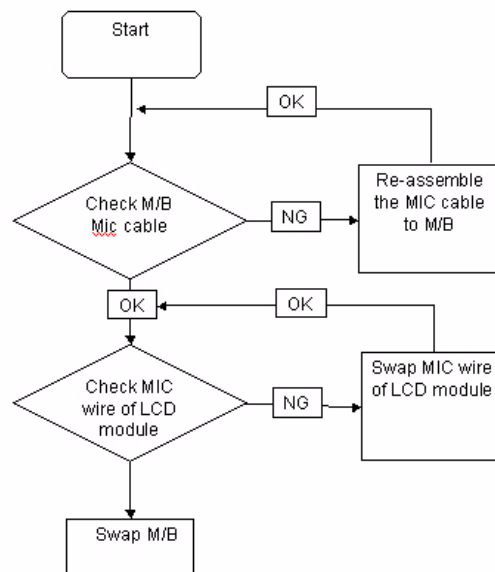 Start
OK
Check M/B
Mic cable
NG
Re-assemble
the MIC cable
to M/B
OK
OK
Check MIC
wire of LCD
module
NG
Swap MIC wire
of LCD module
Swap M/B